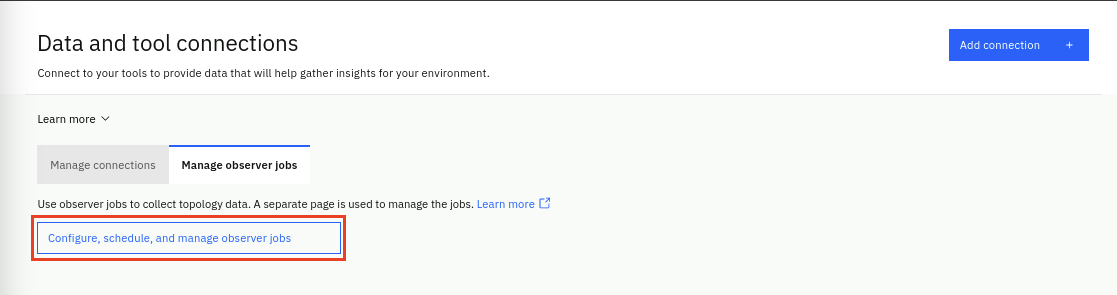 Data and tool connections
Add connection +
Connect to your tools to provide data that will help gather insights for your environment.
Learn more
Manage connections
Manage observer jobs
Use observer jobs to collect topology data. A separate page is used to manage the jobs. Learn more
Configure, schedule, and manage observer jobs